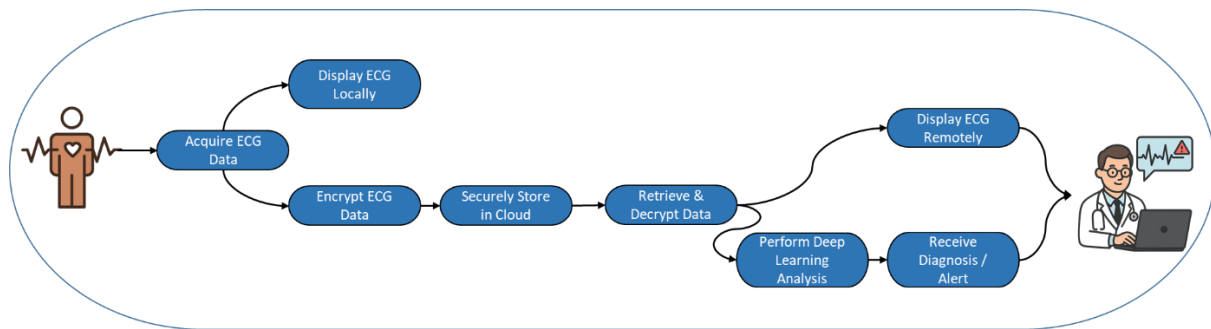 Display ECG
Locally
Acquire ECG
Data
Encrypt ECG
Data
Securely Store
in Cloud
Retrieve &
Decrypt Data
Display ECG
Remotely
Perform Deep
Learning
Analysis
Receive
Diagnosis /
Alert